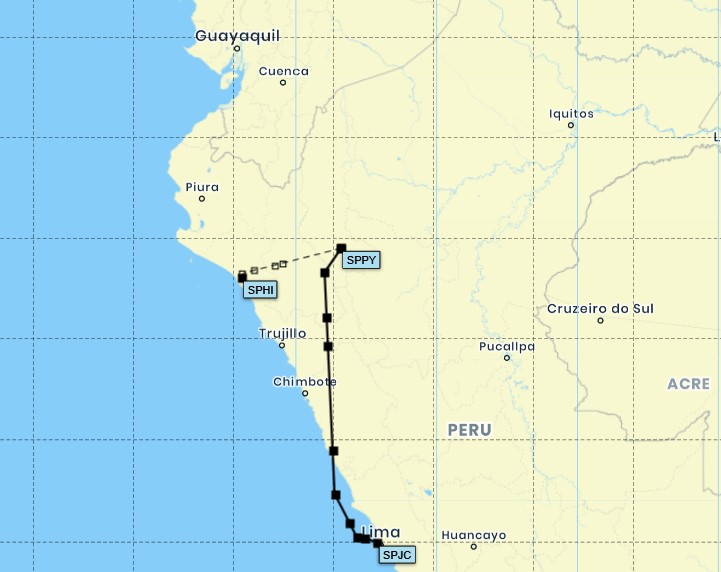 Guayaquil
Cuenca
Iquitos
L
Piura
SPPY
SPHI
Cruzeiro do Sul
Trujillo
Pucallpa
Chimbote
ACRE
PERU
Lima
Huancayo
SPJC